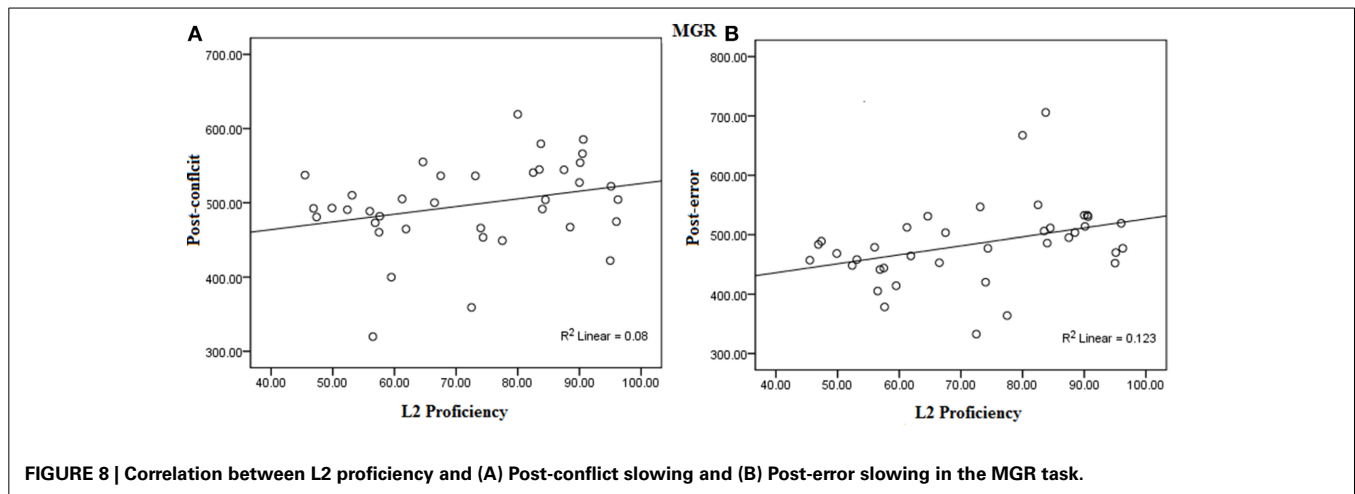 A
MGR
B
700.00
600.00
500.00
400.00
300.00
Post-conflicit
40.00 50.00 60.00 70.00 80.00 90.00 100.00
L2 Proficiency
R2 Linear = 0.08
800.00
700.00
600.00
500.00
400.00
300.00
Post-error
40.00 50.00 60.00 70.00 80.00 90.00 100.00
L2 Proficiency
R2 Linear = 0.123
FIGURE 8 | Correlation between L2 proficiency and (A) Post-conflict slowing and (B) Post-error slowing in the MGR task.